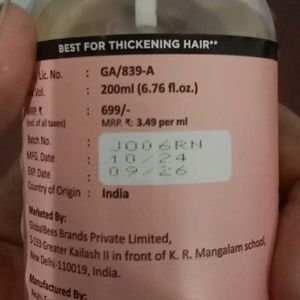 BEST FOR THICKENING HAIR**
Lic. No. : GA/839-A
Vol. : 200ml (6.76 fl.oz.)
MRP. ₹ : 699/-
(Incl. of all taxes) MRP. ₹: 3.49 per ml
Batch No. : J006RN
MFG. Date : 10/24
EXP. Date : 09/26
Country of Origin : India
Marketed By:
GlobalBees Brands Private Limited,
S-133 Greater Kailash II in front of K. R. Mangalam school,
New Delhi-110019, India.
Manufactured By: